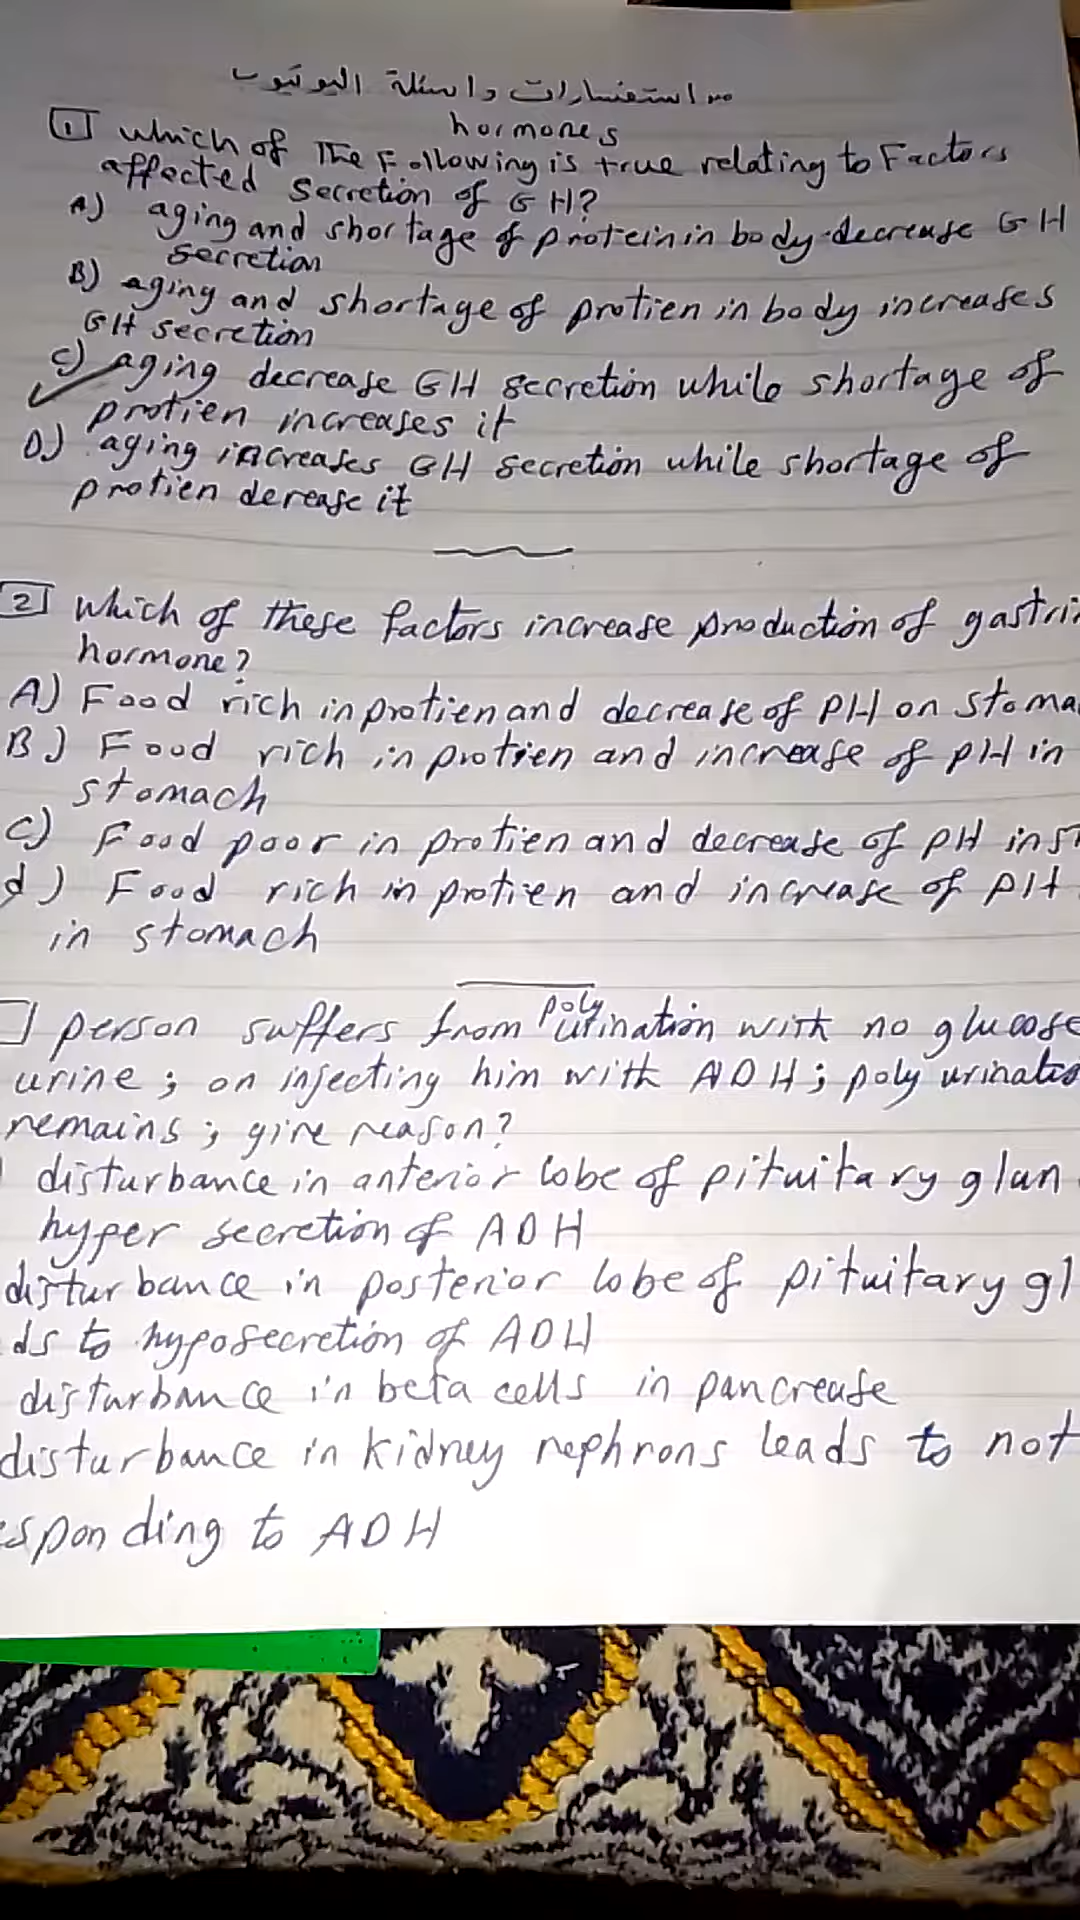 من استفسارات واسئلة اليوتيوب
hormones
1 which of The Following is true relating to Factors
affected secretion of GH?
A) aging and shortage of protein in body decrease GH
secretion
B) aging and shortage of protien in body increases
GH secretion
C) aging decrease GH secretion while shortage of
protien increases it
D) aging increases GH secretion while shortage of
protien derease it
2 which of these factors increase production of gastrin
hormone?
A) Food rich in protien and decrease of PH on stoma
B) Food rich in protien and increase of pH in
stomach
C) Food poor in protien and decrease of PH in st
d) Food rich in protien and increase of PH
in stomach
person suffers from poly urination with no glucose
urine; on injecting him with ADH; poly urinatio
remains; give reason?
disturbance in anterior lobe of pituitary glan
hyper secretion of ADH
disturbance in posterior lobe of pituitary gl
ds to hyposecretion of ADH
disturbance in beta cells in pancrease
disturbance in kidney nephrons leads to not
sponding to ADH